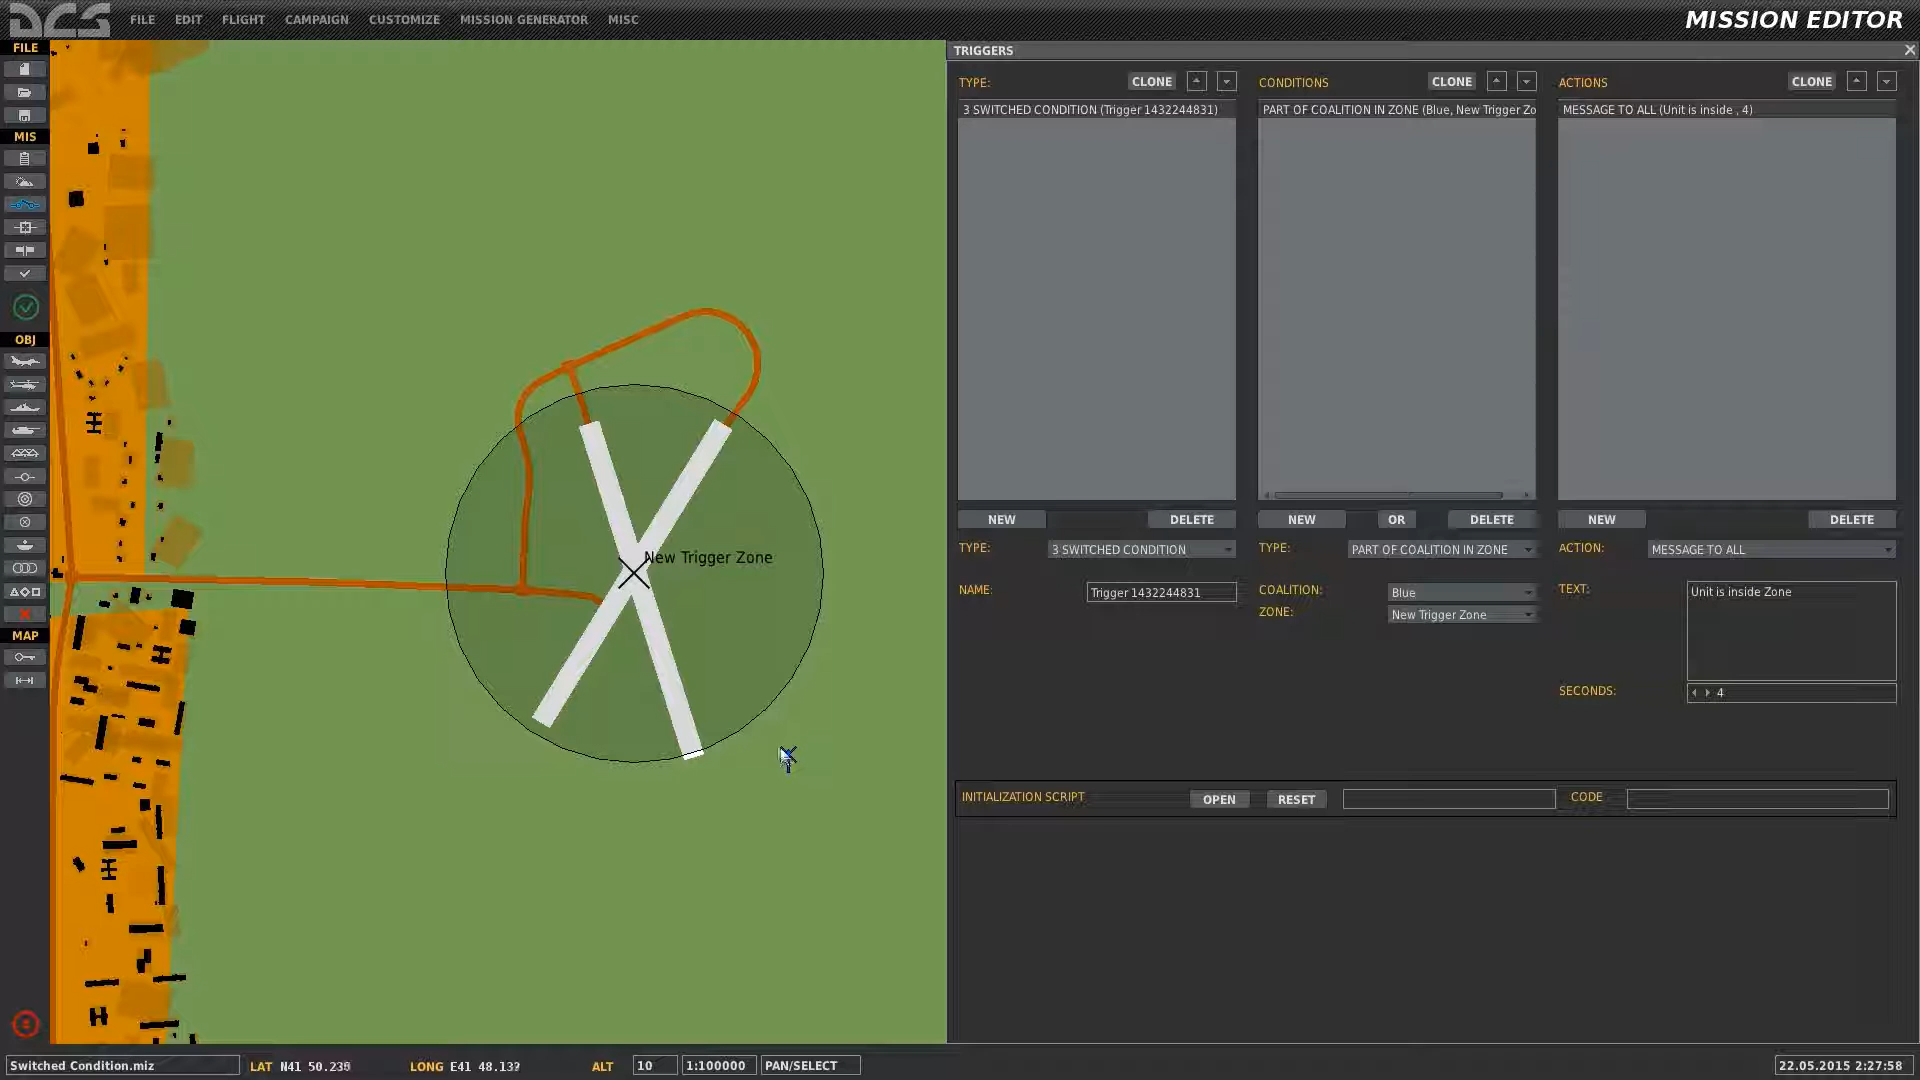 DCS
FILE EDIT FLIGHT CAMPAIGN CUSTOMIZE MISSION GENERATOR MISC
MISSION EDITOR
FILE
MIS
OBJ
MAP
New Trigger Zone
TRIGGERS
TYPE: CLONE
CONDITIONS CLONE
ACTIONS CLONE
3 SWITCHED CONDITION (Trigger 1432244831)
PART OF COALITION IN ZONE (Blue, New Trigger Zo
MESSAGE TO ALL (Unit is inside , 4)
NEW DELETE
NEW OR DELETE
NEW DELETE
TYPE: 3 SWITCHED CONDITION
TYPE: PART OF COALITION IN ZONE
ACTION: MESSAGE TO ALL
NAME: Trigger 1432244831
COALITION: Blue
ZONE: New Trigger Zone
TEXT: Unit is inside Zone
SECONDS: 4
INITIALIZATION SCRIPT OPEN RESET CODE
Switched Condition.miz LAT N41 50.239 LONG E41 48.13? ALT 10 1:100000 PAN/SELECT 22.05.2015 2:27:58